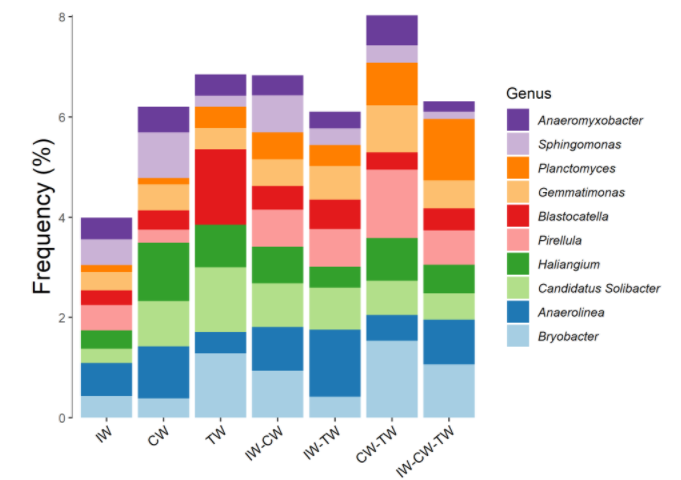 Frequency (%)
8
6
4
2
0
IW
CW
TW
IW-CW
IW-TW
CW-TW
IW-CW-TW
Genus
Anaeromyxobacter
Sphingomonas
Planctomyces
Gemmatimonas
Blastocatella
Pirellula
Haliangium
Candidatus Solibacter
Anaerolinea
Bryobacter